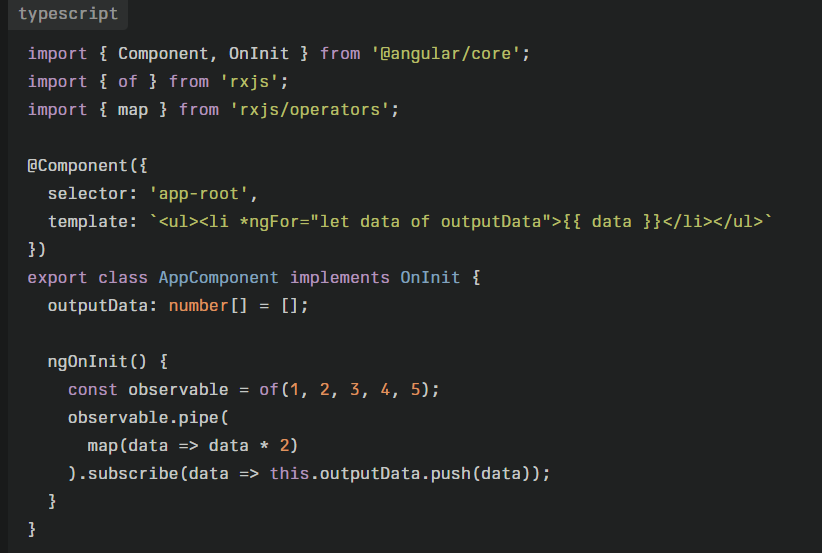 typescript
import { Component, OnInit } from '@angular/core';
import { of } from 'rxjs';
import { map } from 'rxjs/operators';
@Component({
  selector: 'app-root',
  template: `<ul><li *ngFor="let data of outputData">{{ data }}</li></ul>`
})
export class AppComponent implements OnInit {
  outputData: number[] = [];
  ngOnInit() {
    const observable = of(1, 2, 3, 4, 5);
    observable.pipe(
      map(data => data * 2)
    ).subscribe(data => this.outputData.push(data));
  }
}